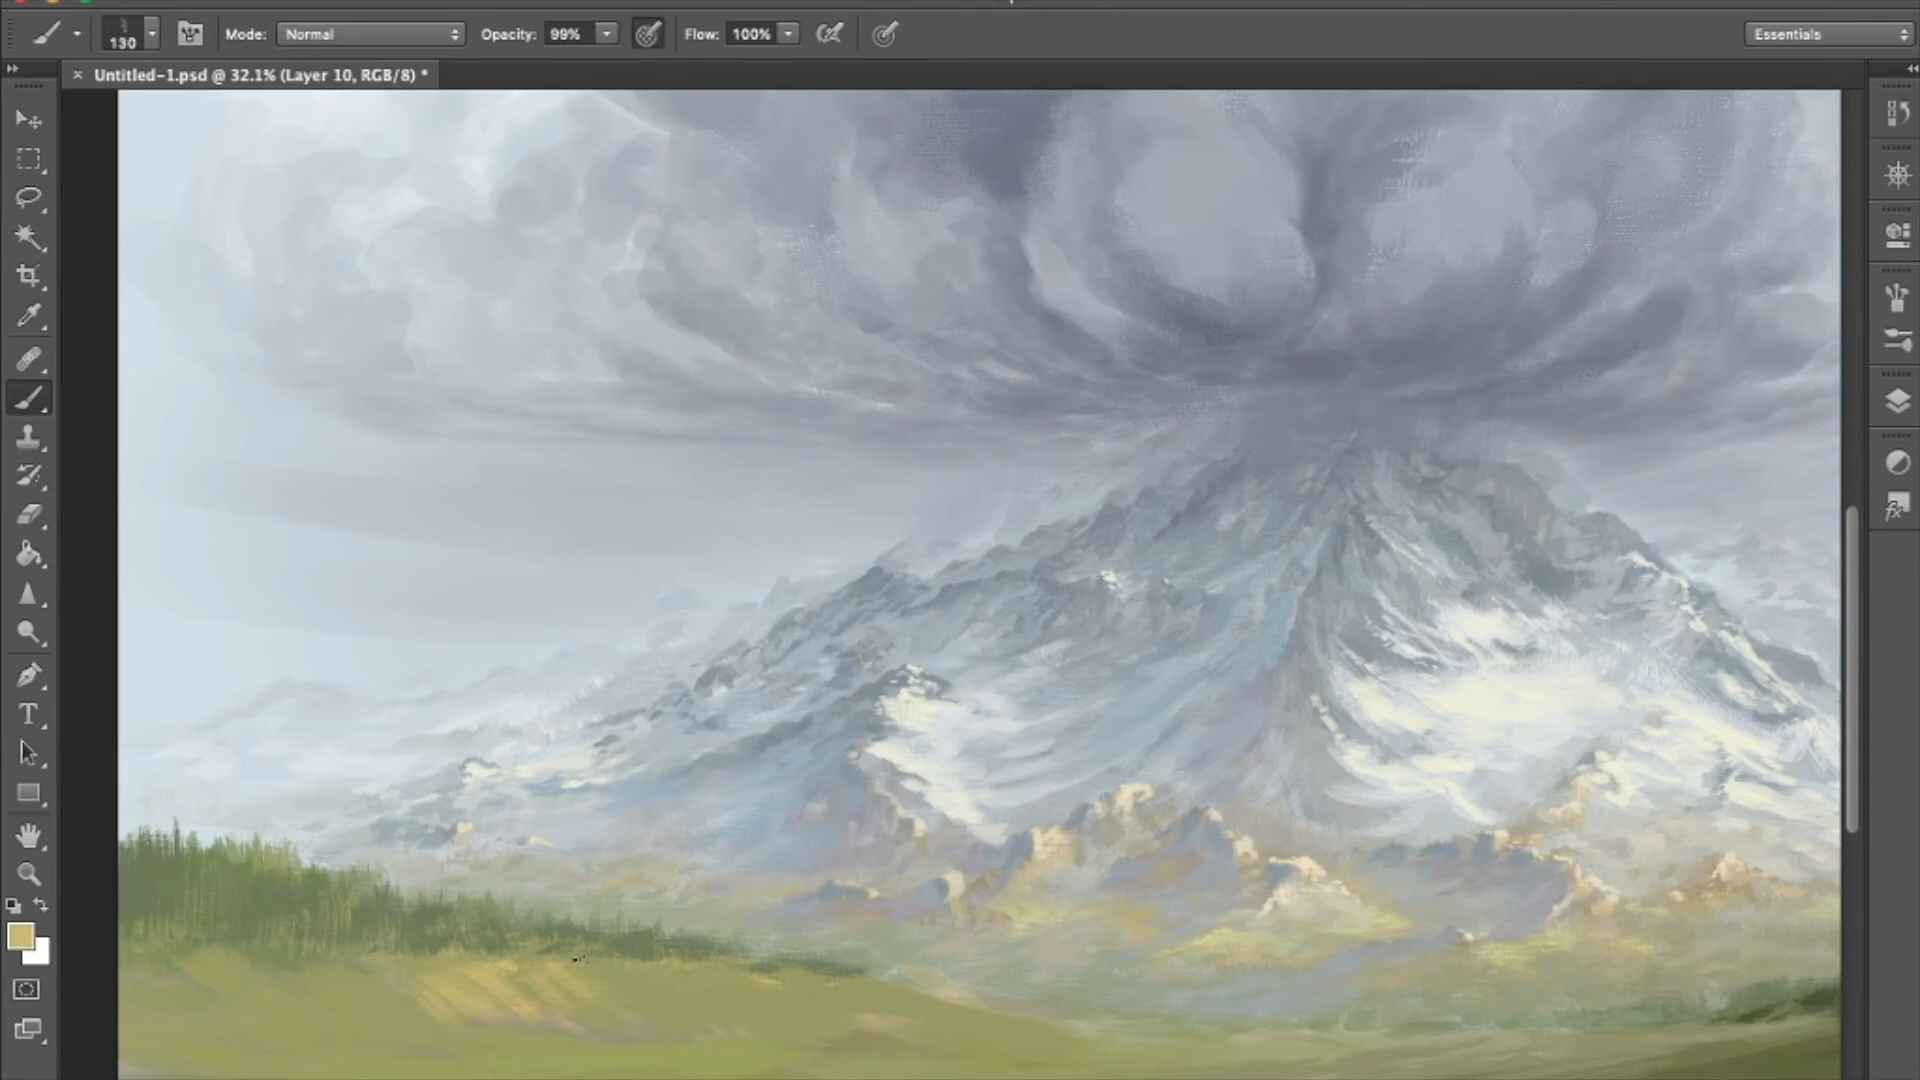 130
Mode: Normal
Opacity: 99%
Flow: 100%
Essentials
Untitled-1.psd @ 32.1% (Layer 10, RGB/8) *